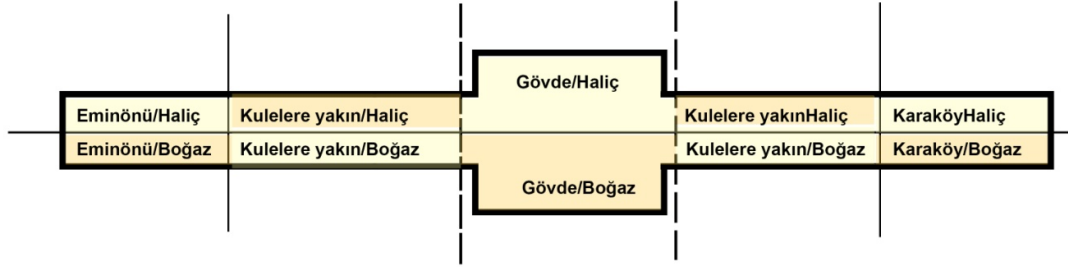 Gövde/Haliç
Eminönü/Haliç Kulelere yakın/Haliç Kulelere yakınHaliç KaraköyHaliç
Eminönü/Boğaz Kulelere yakın/Boğaz Kulelere yakın/Boğaz Karaköy/Boğaz
Gövde/Boğaz